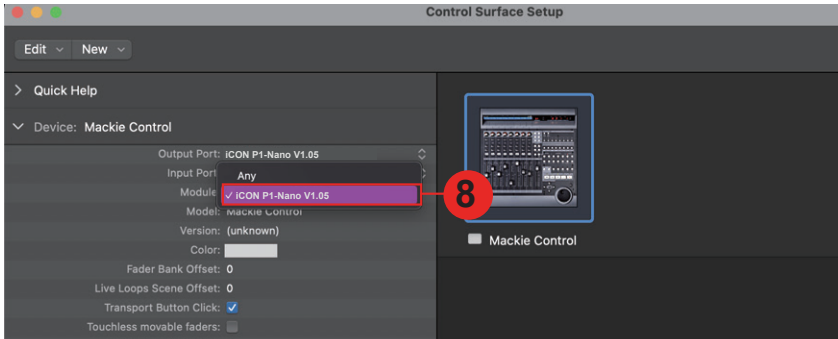 Control Surface Setup
Edit New
Quick Help
Device: Mackie Control
Output Port: iCON P1-Nano V1.05
Input Port
Any
Module
✓ iCON P1-Nano V1.05
8
Model: Mackie Control
Version: (unknown)
Color:
Fader Bank Offset: 0
Live Loops Scene Offset: 0
Transport Button Click:
Touchless movable faders:
Mackie Control